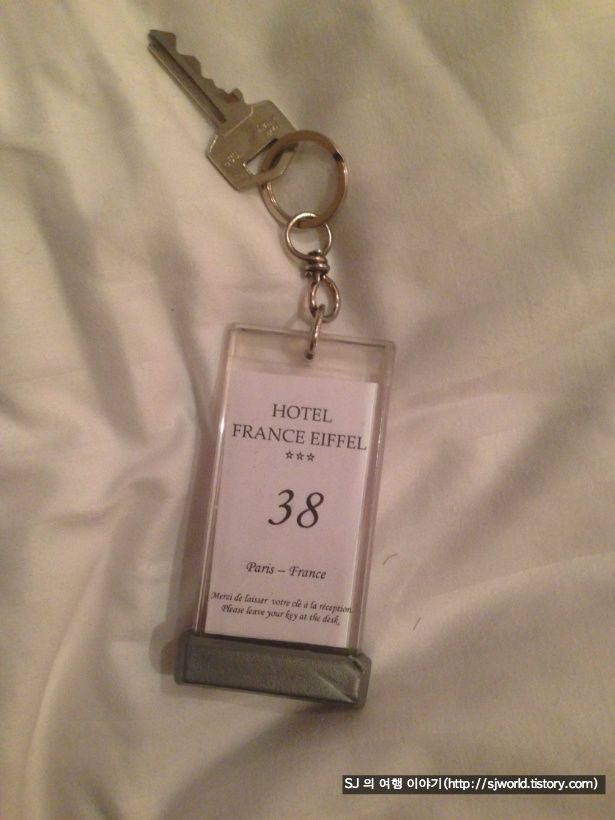 HOTEL
FRANCE EIFFEL
☆☆☆
38
Paris – France
Merci de laisser votre clé à la réception.
Please leave your key at the desk.
SJ 의 여행 이야기(http://sjworld.tistory.com)